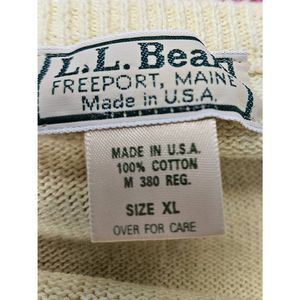 L.L. Bean
FREEPORT, MAINE
Made in U.S.A.
MADE IN U.S.A.
100% COTTON
M 380 REG.
SIZE XL
OVER FOR CARE